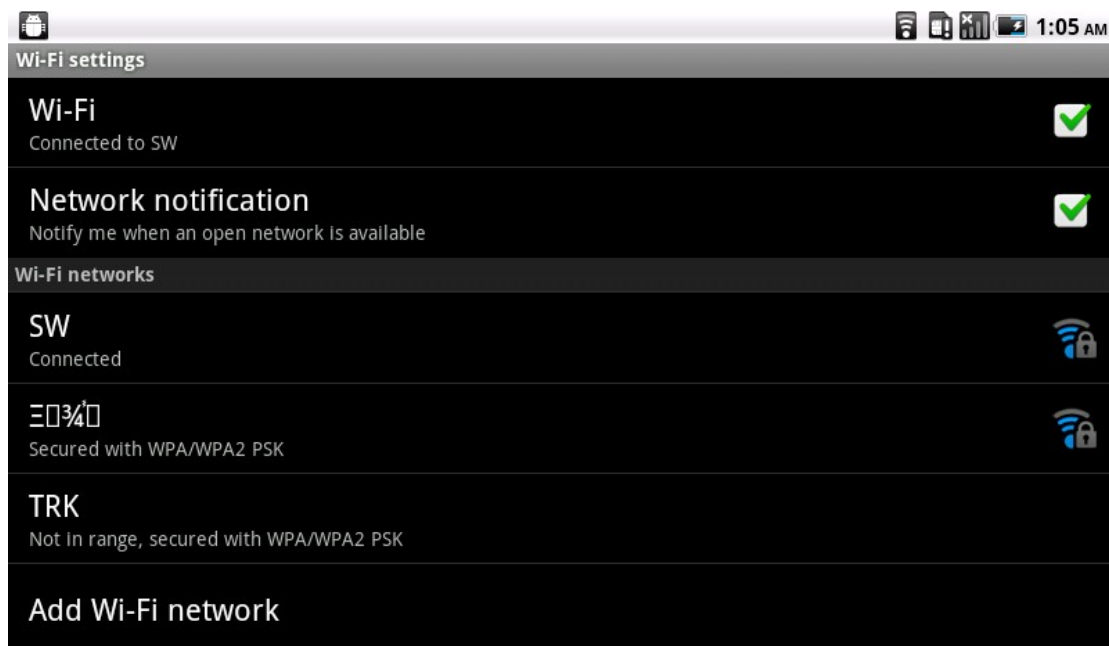 1:05 AM
Wi-Fi settings
Wi-Fi
Connected to SW
Network notification
Notify me when an open network is available
Wi-Fi networks
SW
Connected
Secured with WPA/WPA2 PSK
TRK
Not in range, secured with WPA/WPA2 PSK
Add Wi-Fi network